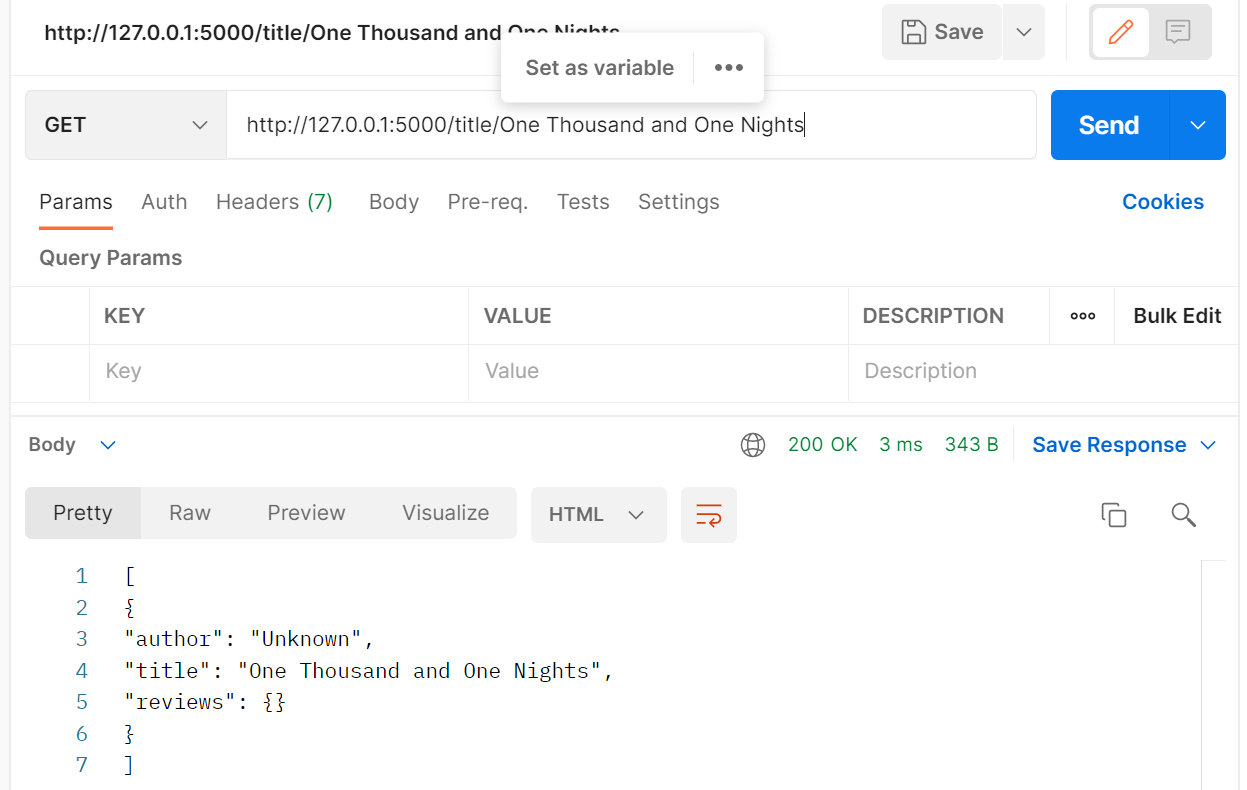 http://127.0.0.1:5000/title/One Thousand and One Nights
Save
Set as variable
GET
http://127.0.0.1:5000/title/One Thousand and One Nights
Send
Params Auth Headers (7) Body Pre-req. Tests Settings Cookies
Query Params
KEY VALUE DESCRIPTION Bulk Edit
Key Value Description
Body 200 OK 3 ms 343 B Save Response
Pretty Raw Preview Visualize HTML
1 [
2 {
3 "author": "Unknown",
4 "title": "One Thousand and One Nights",
5 "reviews": {}
6 }
7 ]